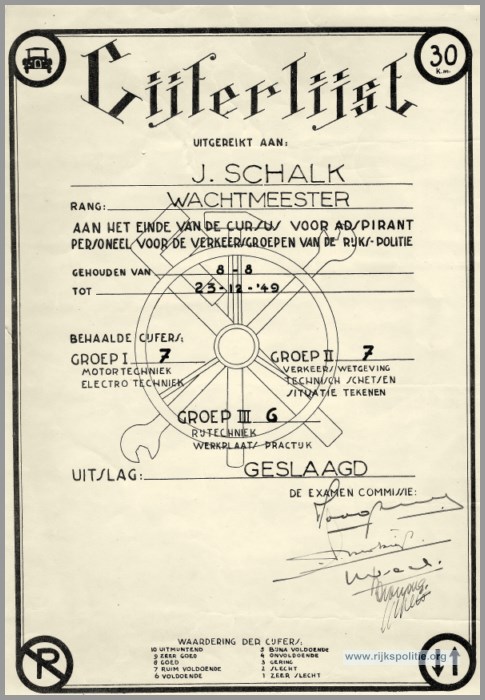 30
K.M.
Cijferlijst
UITGEREIKT AAN:
J. SCHALK
RANG: WACHTMEESTER
AAN HET EINDE VAN DE CURSUS VOOR ADSPIRANT
PERSONEEL VOOR DE VERKEERSGROEPEN VAN DE RIJKS-POLITIE
GEHOUDEN VAN 8-8
TOT 23-12-'49
BEHAALDE CIJFERS:
GROEP I 7 GROEP II 7
MOTORTECHNIEK VERKEERSWETGEVING
ELECTRO TECHNIEK TECHNISCH SCHETSEN
SITUATIE TEKENEN
GROEP III 6
RIJTECHNIEK
WERKPLAATS PRACTIJK
UITSLAG: GESLAAGD
DE EXAMEN COMMISSIE:
WAARDERING DER CIJFERS:
10 UITMUNTEND 5 BIJNA VOLDOENDE
9 ZEER GOED 4 ONVOLDOENDE
8 GOED 3 GERING
7 RUIM VOLDOENDE 2 SLECHT
6 VOLDOENDE 1 ZEER SLECHT
P
www.rijkspolitie.org